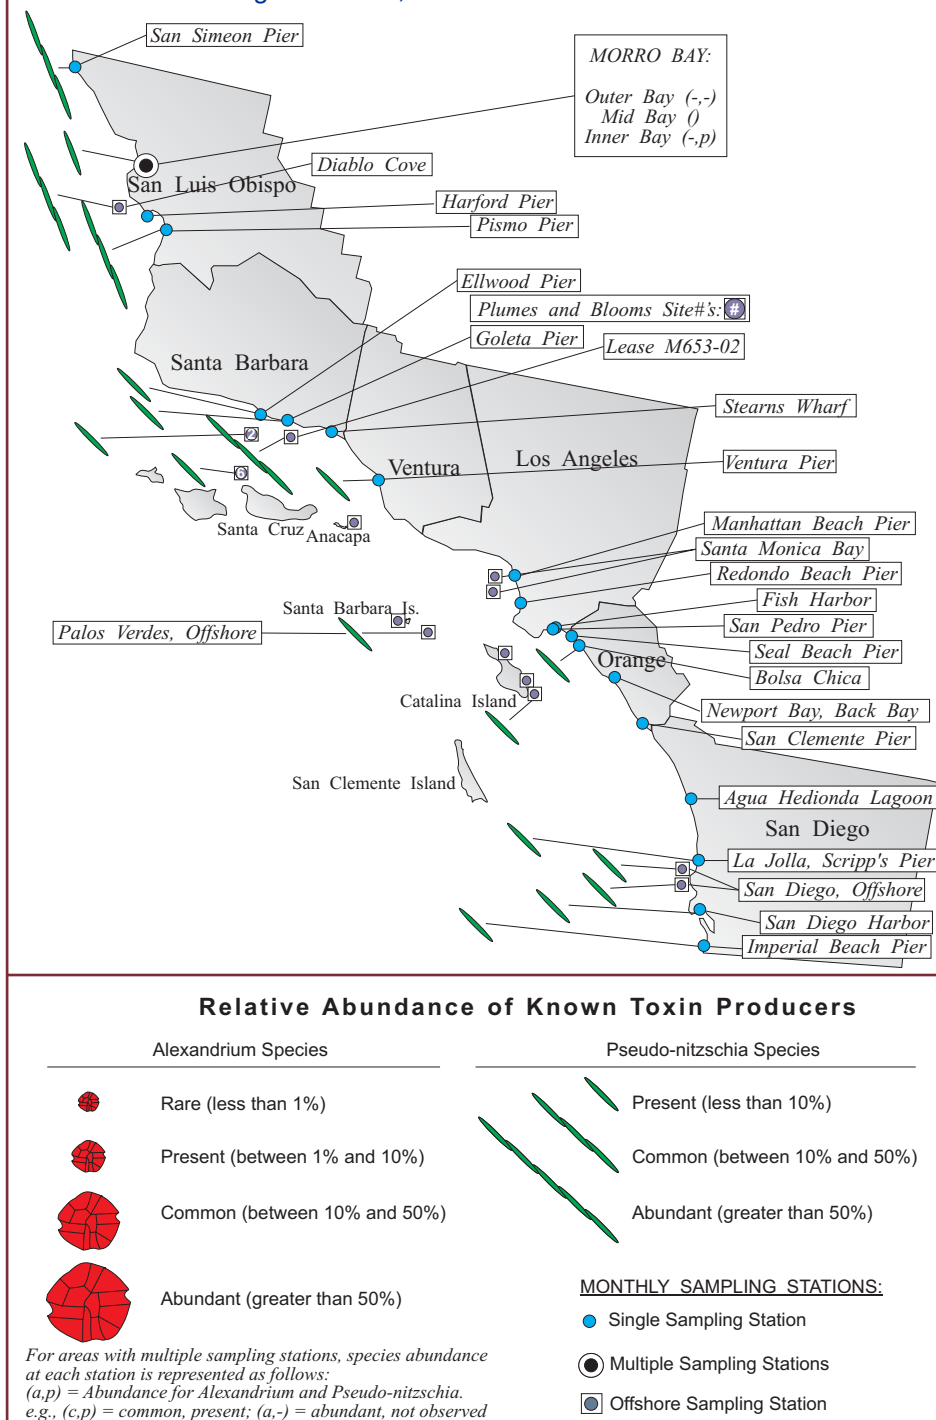 San Simeon Pier
MORRO BAY:
Outer Bay (-,-)
Mid Bay ()
Inner Bay (-,p)
Diablo Cove
San Luis Obispo
Harford Pier
Pismo Pier
Ellwood Pier
Plumes and Blooms Site#'s: #
Goleta Pier
Lease M653-02
Santa Barbara
Stearns Wharf
2
Ventura
Los Angeles
Ventura Pier
6
Santa Cruz
Anacapa
Manhattan Beach Pier
Santa Monica Bay
Redondo Beach Pier
Fish Harbor
Santa Barbara Is.
Palos Verdes, Offshore
San Pedro Pier
Seal Beach Pier
Orange
Bolsa Chica
Catalina Island
Newport Bay, Back Bay
San Clemente Pier
San Clemente Island
Agua Hedionda Lagoon
San Diego
La Jolla, Scripp's Pier
San Diego, Offshore
San Diego Harbor
Imperial Beach Pier
Relative Abundance of Known Toxin Producers
Alexandrium Species
Rare (less than 1%)
Present (between 1% and 10%)
Common (between 10% and 50%)
Abundant (greater than 50%)
Pseudo-nitzschia Species
Present (less than 10%)
Common (between 10% and 50%)
Abundant (greater than 50%)
MONTHLY SAMPLING STATIONS:
Single Sampling Station
Multiple Sampling Stations
Offshore Sampling Station
For areas with multiple sampling stations, species abundance
at each station is represented as follows:
(a,p) = Abundance for Alexandrium and Pseudo-nitzschia.
e.g., (c,p) = common, present; (a,-) = abundant, not observed